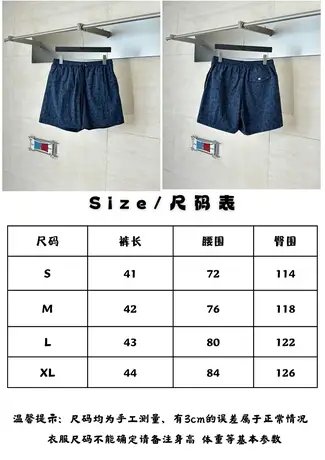 Size/尺码表
尺码 裤长 腰围 臀围
S 41 72 114
M 42 76 118
L 43 80 122
XL 44 84 126
温馨提示：尺码均为手工测量、有3cm的误差属于正常情况
衣服尺码不能确定请备注身高 体重等基本参数